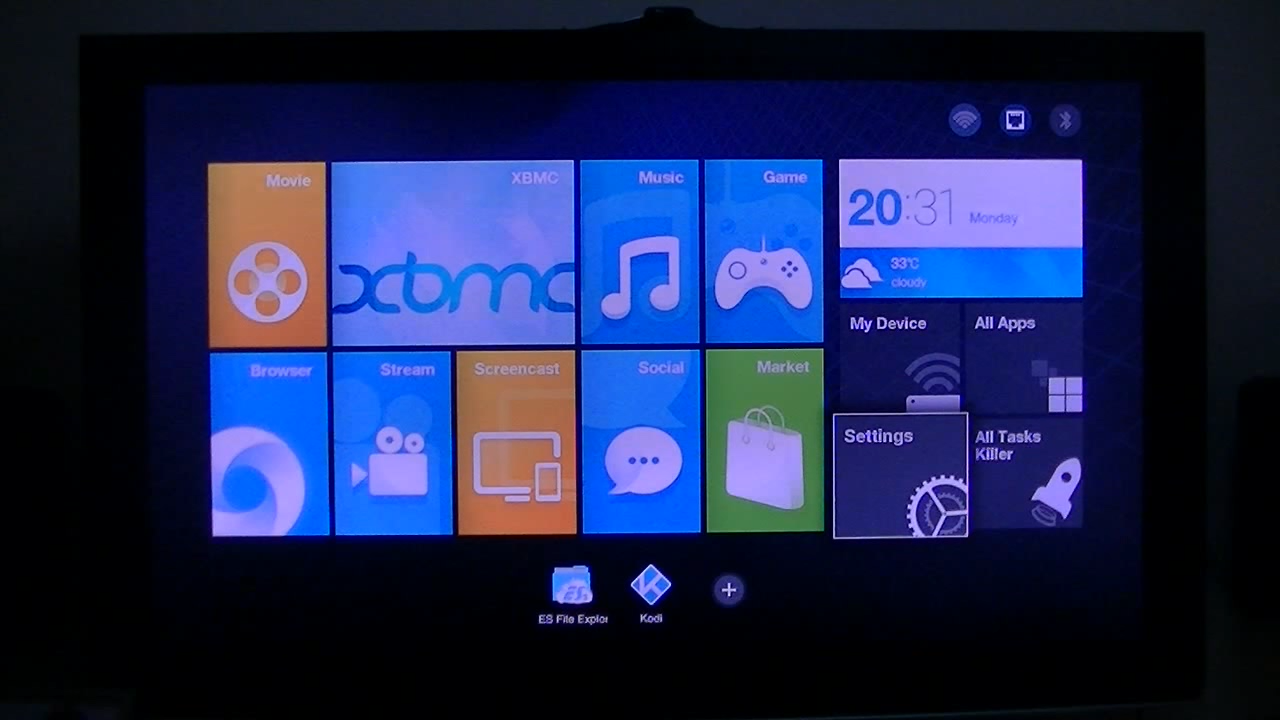 Movie
XBMC
xbmc
Music
Game
20:31
Monday
33°C
cloudy
My Device
All Apps
Browser
Stream
Screencast
Social
Market
Settings
All Tasks
Killer
ES
ES File Explor
Kodi